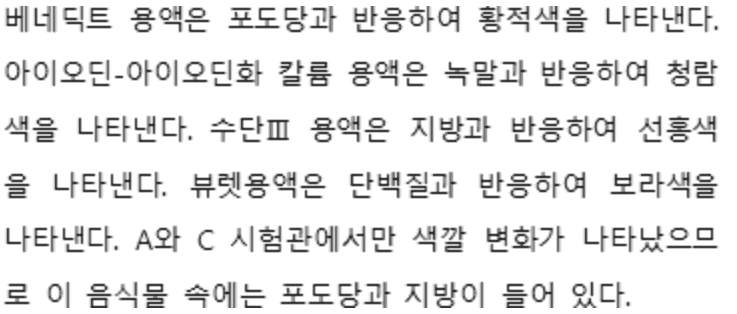 베네딕트 용액은 포도당과 반응하여 황적색을 나타낸다.
아이오딘-아이오딘화 칼륨 용액은 녹말과 반응하여 청람
색을 나타낸다. 수단Ⅲ 용액은 지방과 반응하여 선홍색
을 나타낸다. 뷰렛용액은 단백질과 반응하여 보라색을
나타낸다. A와 C 시험관에서만 색깔 변화가 나타났으므
로 이 음식물 속에는 포도당과 지방이 들어 있다.